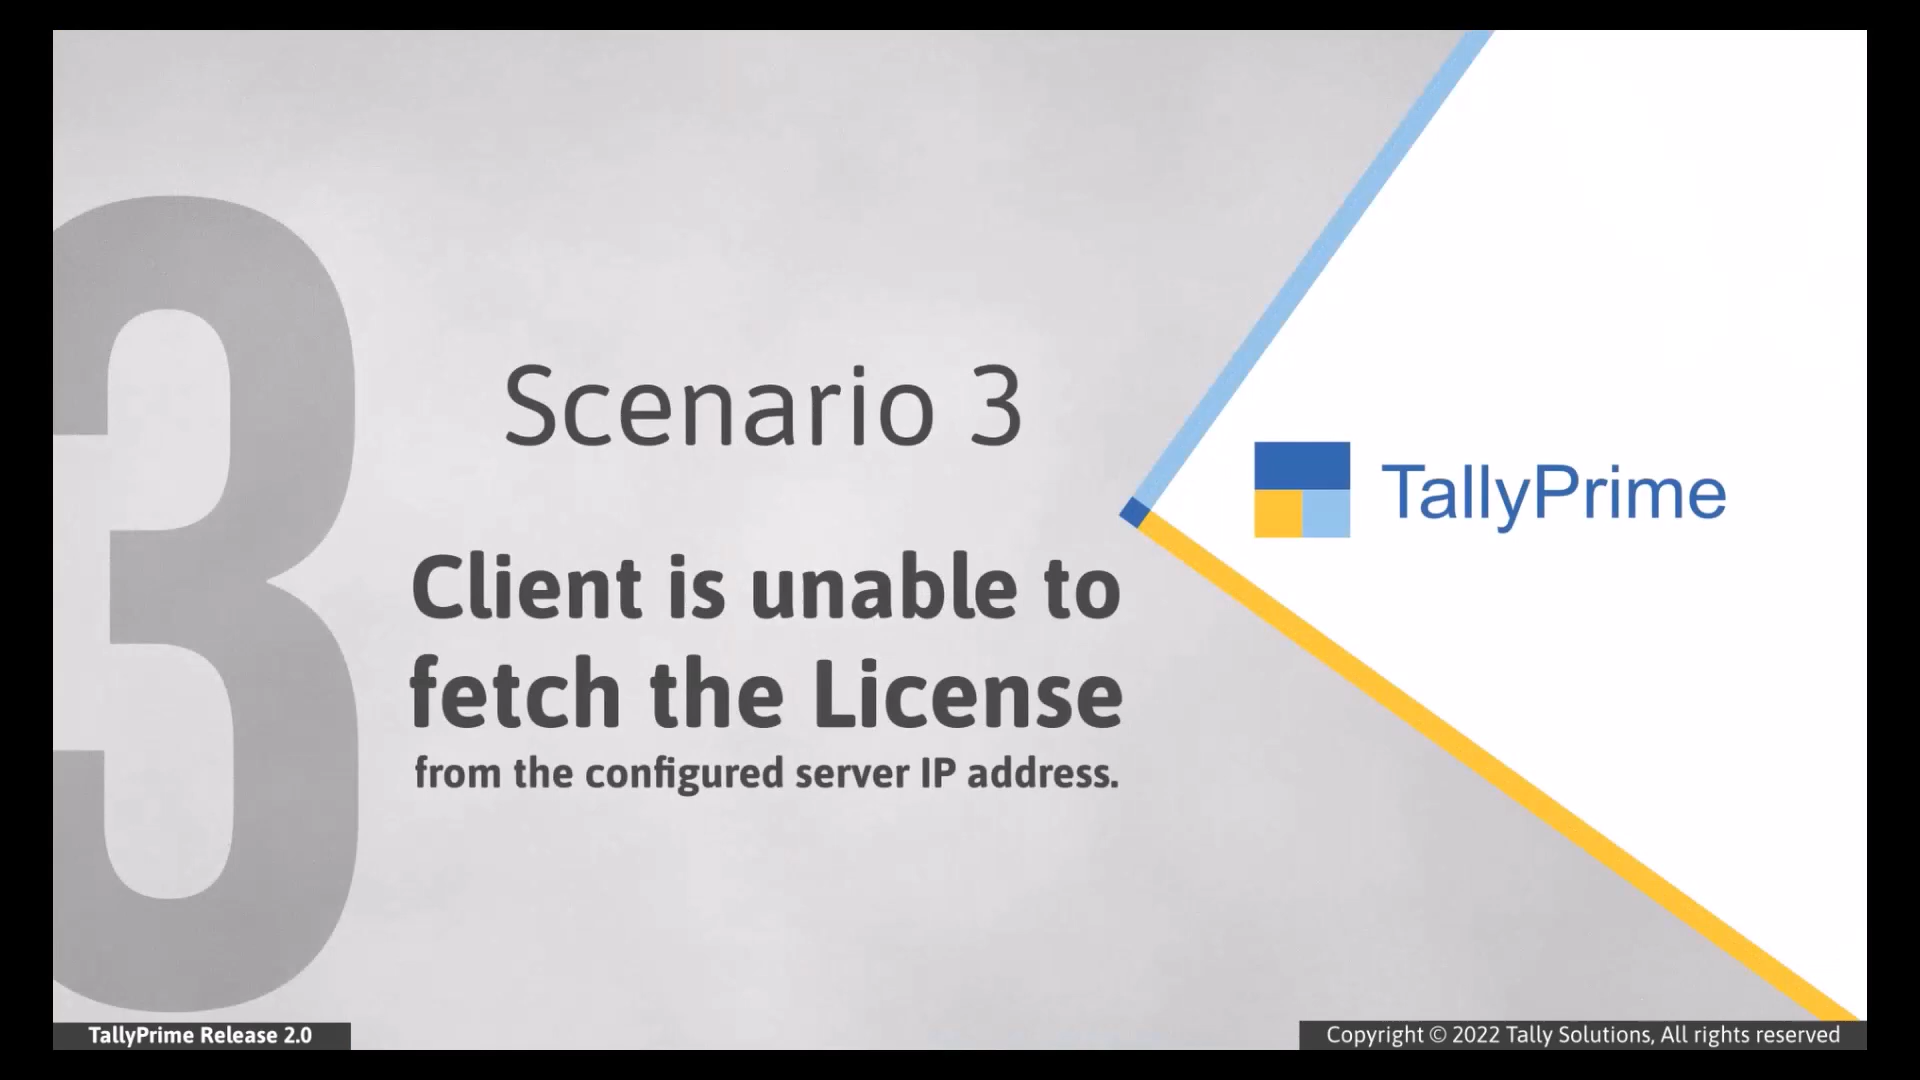 3
Scenario 3
Client is unable to
fetch the License
from the configured server IP address.
TallyPrime
TallyPrime Release 2.0
Copyright © 2022 Tally Solutions, All rights reserved